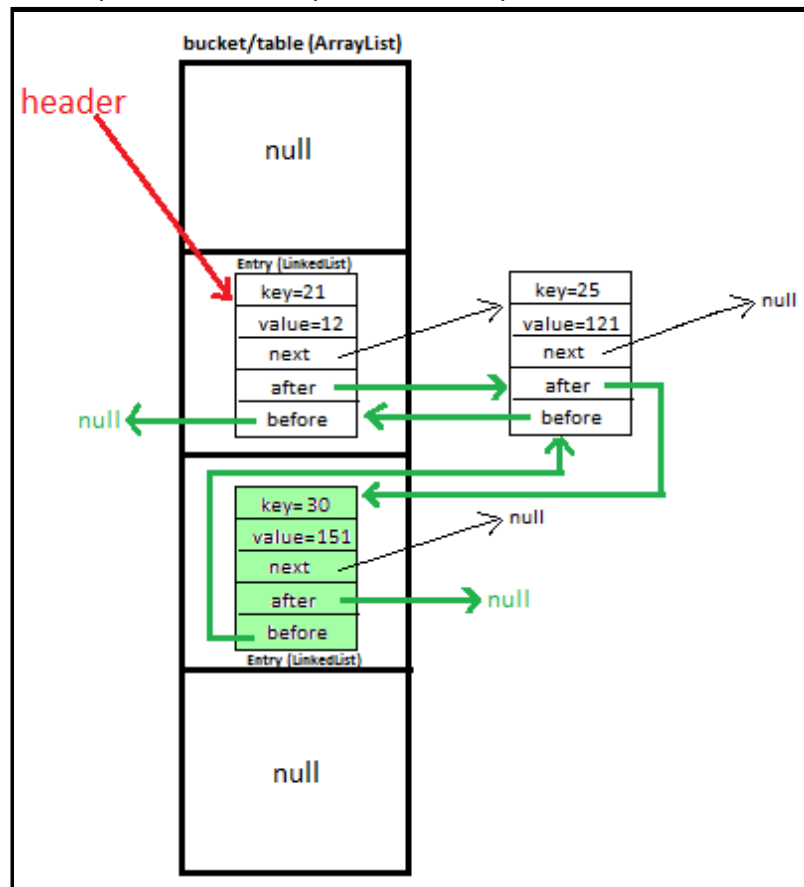 bucket/table (ArrayList)
header
null
Entry (LinkedList)
key=21
value=12
next
after
before
null
key=25
value=121
next
after
before
null
key=30
value=151
next
after
before
Entry (LinkedList)
null
null
null